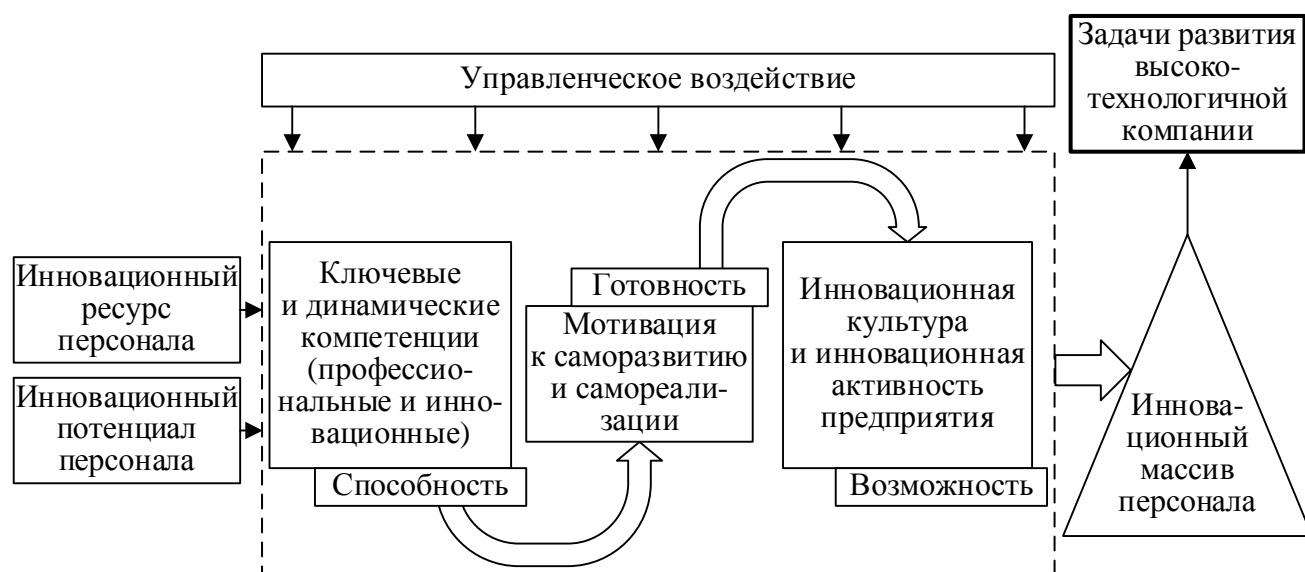 Управленческое воздействие
Задачи развития
высоко-
технологичной
компании
Инновационный
ресурс
персонала
Инновационный
потенциал
персонала
Ключевые
и динамические
компетенции
(профессио-
нальные и инно-
вационные)
Способность
Готовность
Мотивация
к саморазвитию
и самореали-
зации
Инновационная
культура
и инновационная
активность
предприятия
Возможность
Иннова-
ционный
массив
персонала